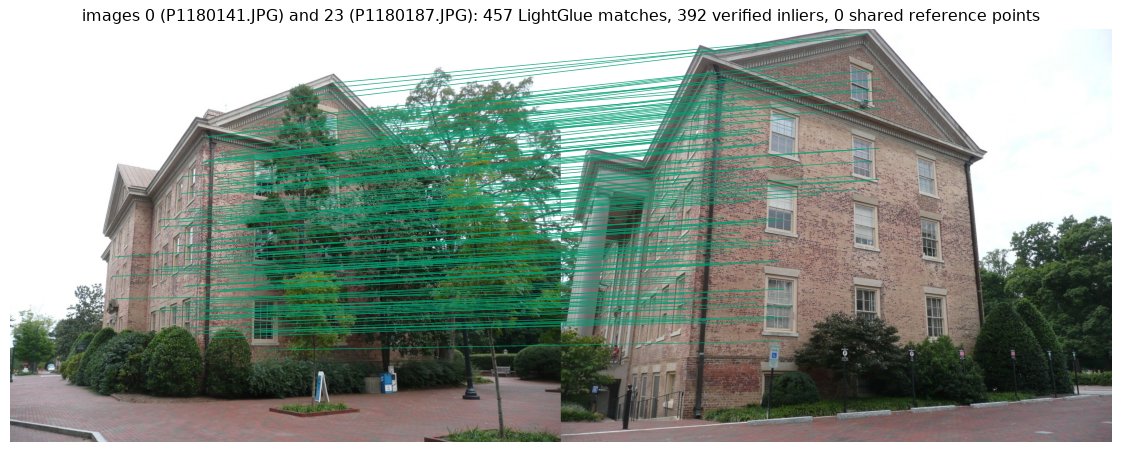 images 0 (P1180141.JPG) and 23 (P1180187.JPG): 457 LightGlue matches, 392 verified inliers, 0 shared reference points